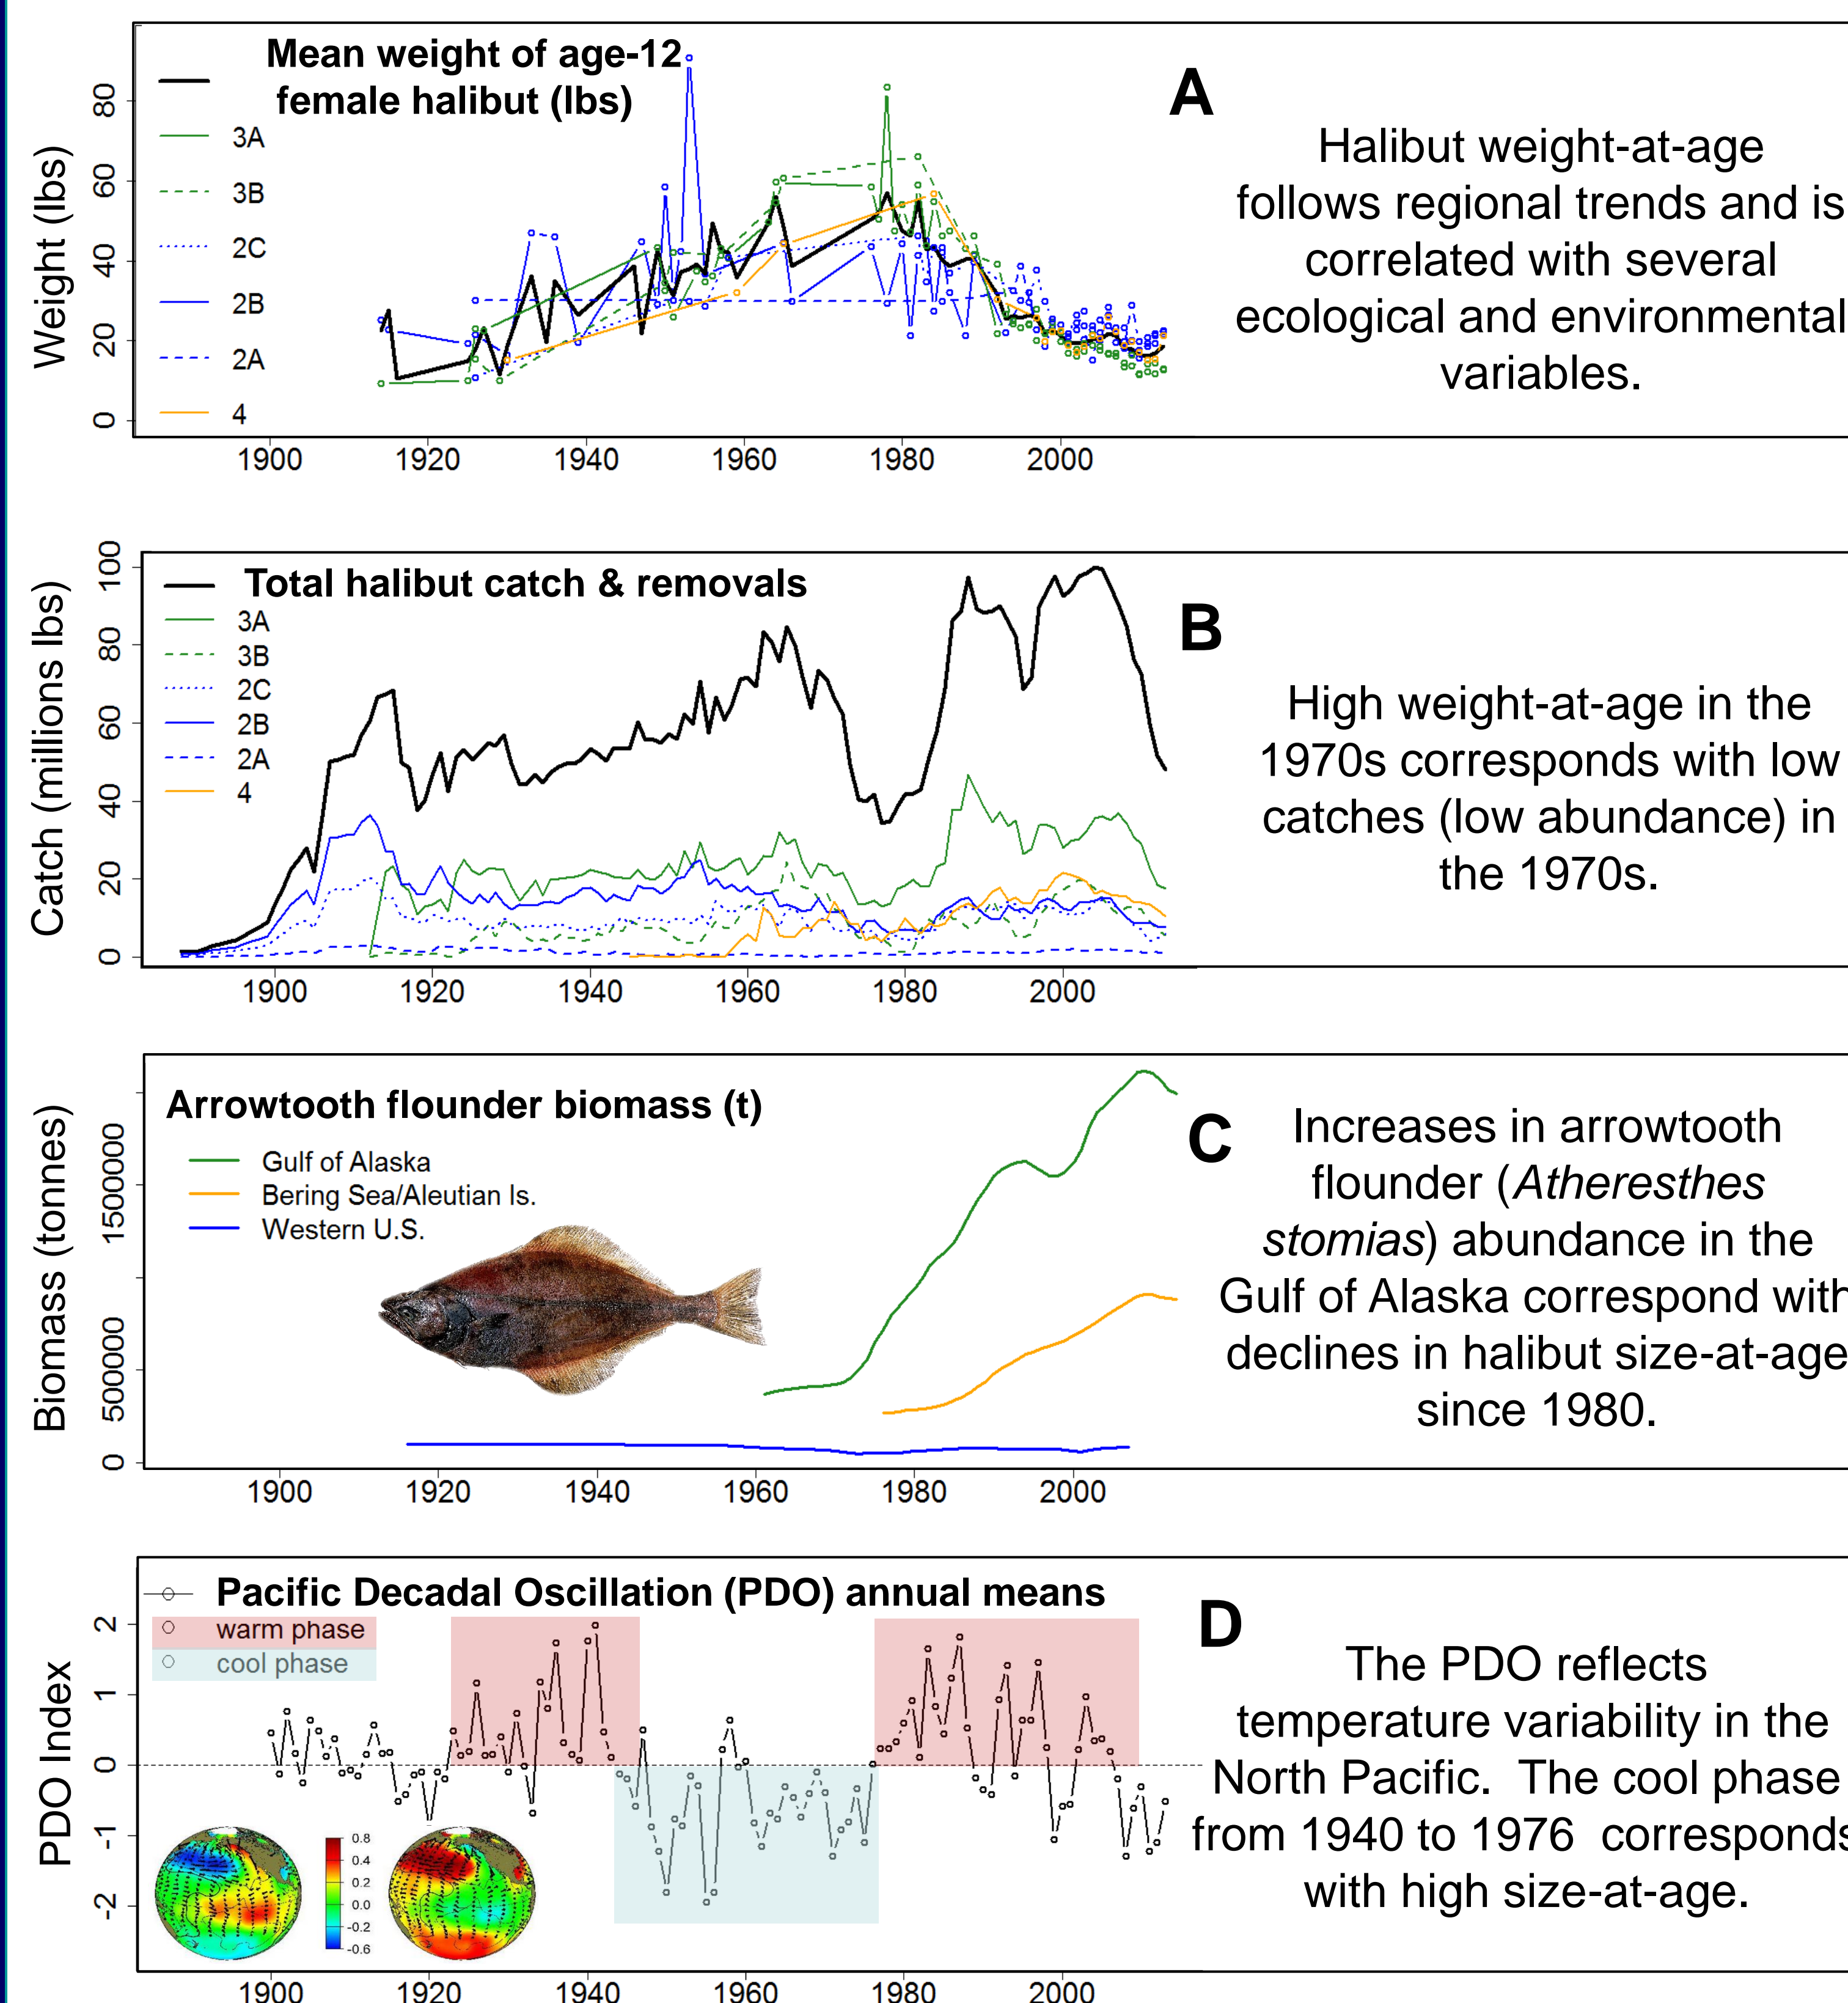 Mean weight of age-12
female halibut (lbs)
3A
3B
2C
2B
2A
4
Weight (lbs)
0
20
40
60
80
1900
1920
1940
1960
1980
2000
A
Halibut weight-at-age
follows regional trends and is
correlated with several
ecological and environmental
variables.
Total halibut catch & removals
3A
3B
2C
2B
2A
4
Catch (millions lbs)
0
20
40
60
80
100
1900
1920
1940
1960
1980
2000
B
High weight-at-age in the
1970s corresponds with low
catches (low abundance) in
the 1970s.
Arrowtooth flounder biomass (t)
Gulf of Alaska
Bering Sea/Aleutian Is.
Western U.S.
Biomass (tonnes)
0
500000
1500000
1900
1920
1940
1960
1980
2000
C
Increases in arrowtooth
flounder (Atheresthes
stomias) abundance in the
Gulf of Alaska correspond with
declines in halibut size-at-age
since 1980.
Pacific Decadal Oscillation (PDO) annual means
warm phase
cool phase
PDO Index
2
1
0
-1
-2
0.8
0.4
0.2
0.0
-0.2
-0.6
1900
1920
1940
1960
1980
2000
D
The PDO reflects
temperature variability in the
North Pacific. The cool phase
from 1940 to 1976 corresponds
with high size-at-age.